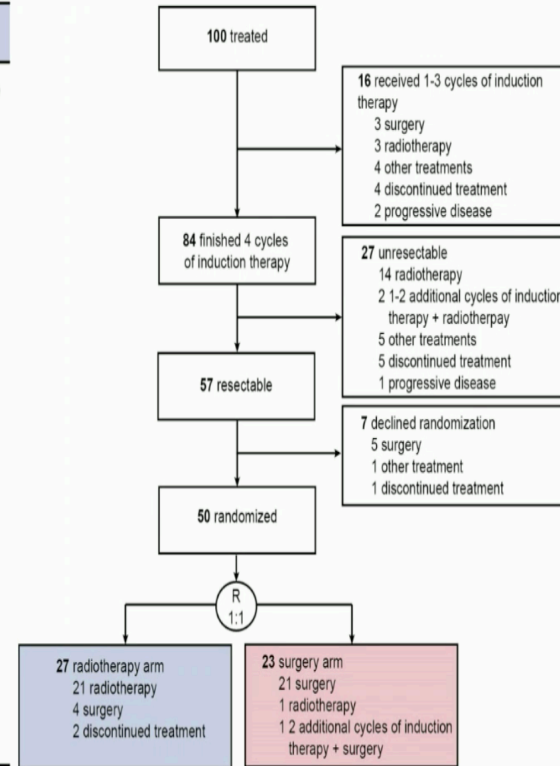 100 treated
16 received 1-3 cycles of induction
therapy
3 surgery
3 radiotherapy
4 other treatments
4 discontinued treatment
2 progressive disease
84 finished 4 cycles
of induction therapy
27 unresectable
14 radiotherapy
2 1-2 additional cycles of induction
therapy + radiotherpay
5 other treatments
5 discontinued treatment
1 progressive disease
57 resectable
7 declined randomization
5 surgery
1 other treatment
1 discontinued treatment
50 randomized
R
1:1
27 radiotherapy arm
21 radiotherapy
4 surgery
2 discontinued treatment
23 surgery arm
21 surgery
1 radiotherapy
1 2 additional cycles of induction
therapy + surgery